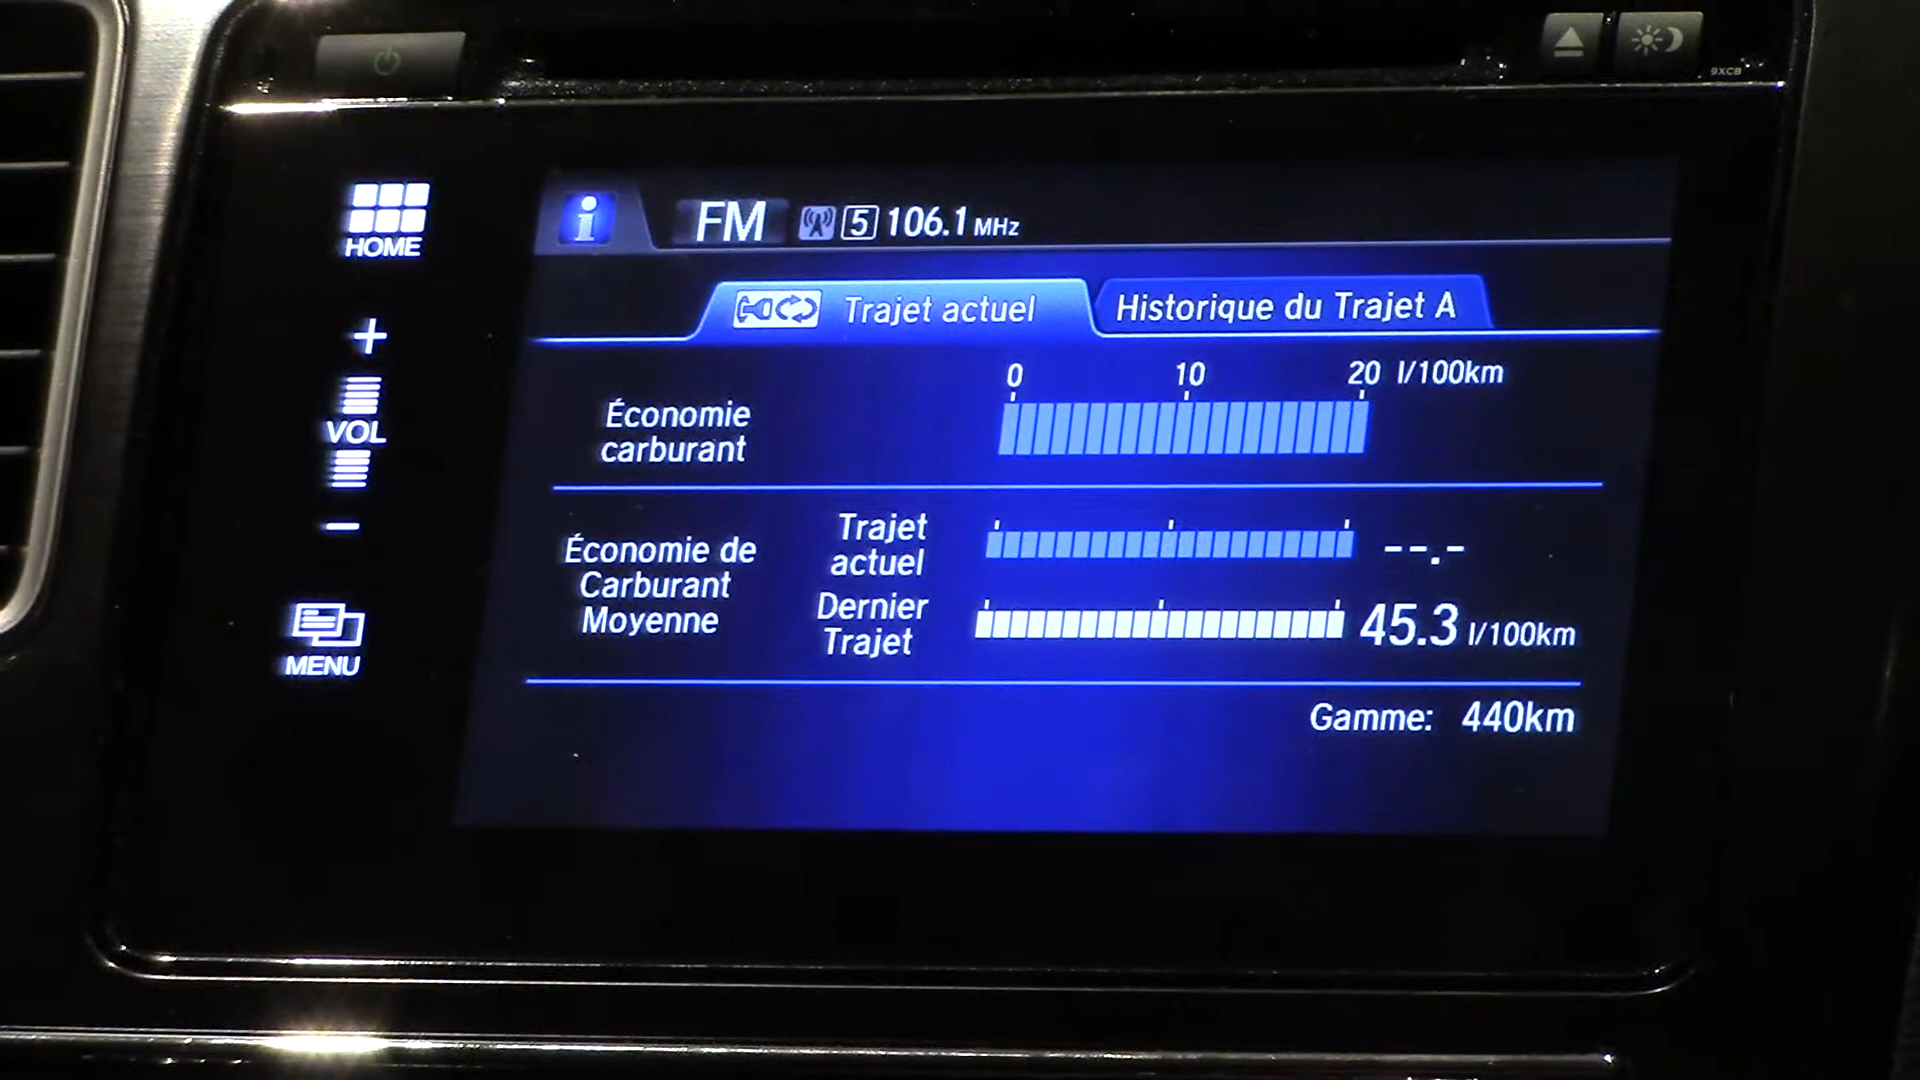 9XCB
HOME
FM 5 106.1 MHz
Trajet actuel
Historique du Trajet A
+
VOL
−
MENU
0 10 20 l/100km
Économie
carburant
Économie de
Carburant
Moyenne
Trajet
actuel
--.-
Dernier
Trajet
45.3 l/100km
Gamme: 440km